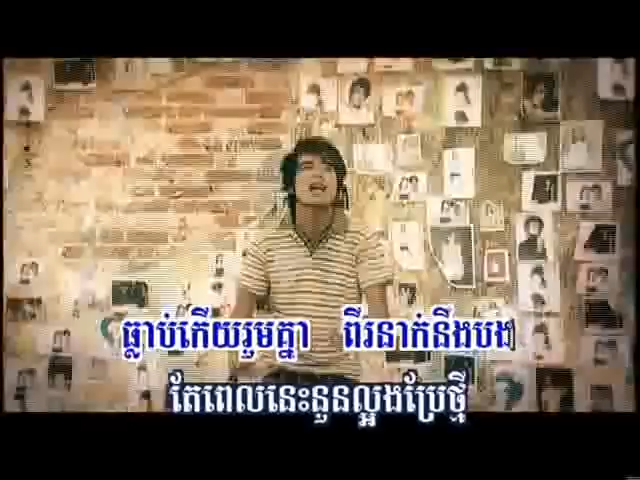 ធ្លាប់កើយរួមគ្នា ពីរនាក់នឹងបង
តែពេលនេះនួនល្អងប្រែថ្មី